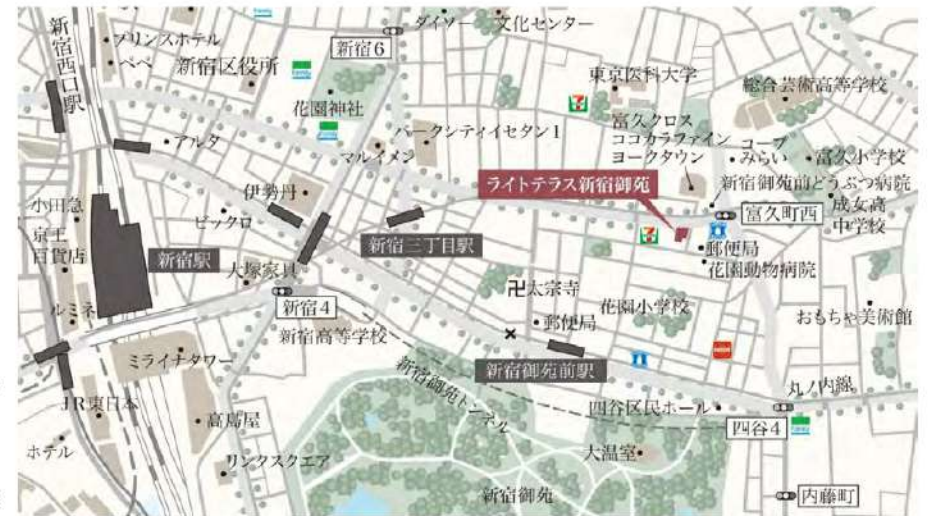 新宿西口駅
プリンスホテル
ペペ
新宿区役所
新宿6
ダイソー
文化センター
花園神社
東京医科大学
総合芸術高等学校
アルタ
マルイメン
パークシティイセタン1
富久クロス
ココカラファイン
ヨークタウン
コープ
みらい
富久小学校
ライトテラス新宿御苑
新宿御苑前どうぶつ病院
成女高
中学校
富久町西
小田急
京王
百貨店
伊勢丹
ビックロ
新宿駅
新宿三丁目駅
郵便局
花園動物病院
大塚家具
ルミネ
新宿4
新宿高等学校
卍太宗寺
花園小学校
郵便局
おもちゃ美術館
ミライナタワー
新宿御苑前駅
新宿御苑トンネル
丸ノ内線
JR東日本
高島屋
四谷区民ホール
四谷4
ホテル
リンクスクエア
大温室
新宿御苑
内藤町